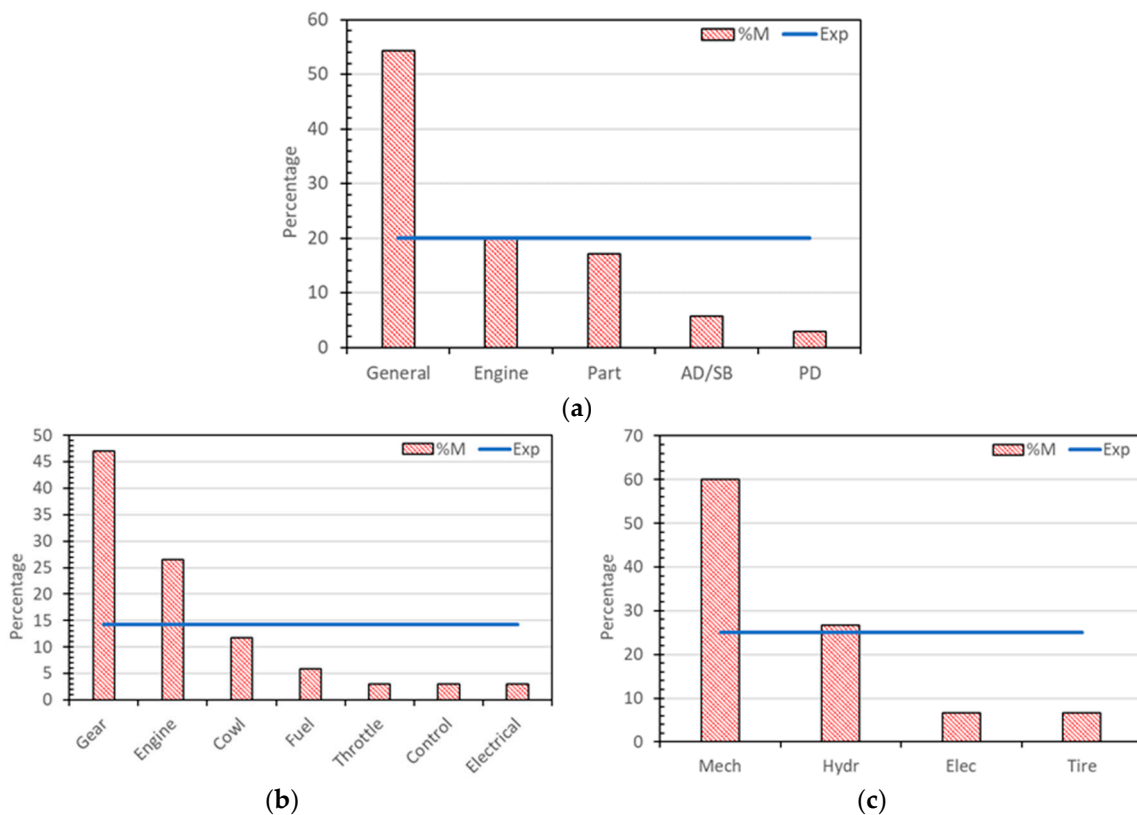 60
50
40
30
20
10
0
Percentage
%M Exp
General Engine Part AD/SB PD
(a)
50
45
40
35
30
25
20
15
10
5
0
Percentage
%M Exp
Gear Engine Cowl Fuel Throttle Control Electrical
(b)
70
60
50
40
30
20
10
0
Percentage
%M Exp
Mech Hydr Elec Tire
(c)